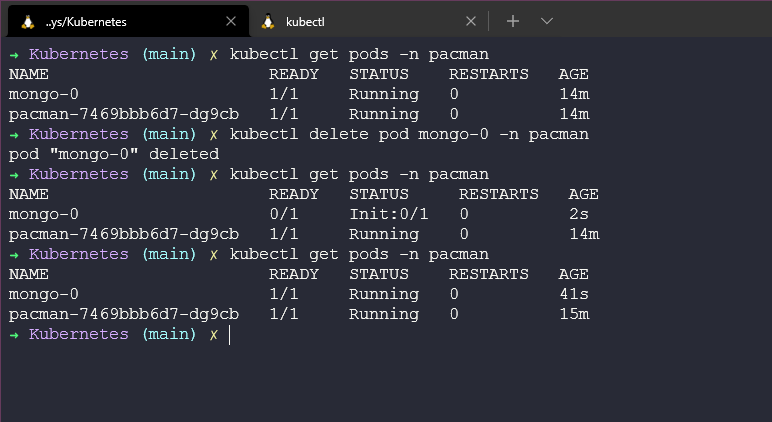 ..ys/Kubernetes kubectl
→ Kubernetes (main) ✗ kubectl get pods -n pacman
NAME READY STATUS RESTARTS AGE
mongo-0 1/1 Running 0 14m
pacman-7469bbb6d7-dg9cb 1/1 Running 0 14m
→ Kubernetes (main) ✗ kubectl delete pod mongo-0 -n pacman
pod "mongo-0" deleted
→ Kubernetes (main) ✗ kubectl get pods -n pacman
NAME READY STATUS RESTARTS AGE
mongo-0 0/1 Init:0/1 0 2s
pacman-7469bbb6d7-dg9cb 1/1 Running 0 14m
→ Kubernetes (main) ✗ kubectl get pods -n pacman
NAME READY STATUS RESTARTS AGE
mongo-0 1/1 Running 0 41s
pacman-7469bbb6d7-dg9cb 1/1 Running 0 15m
→ Kubernetes (main) ✗